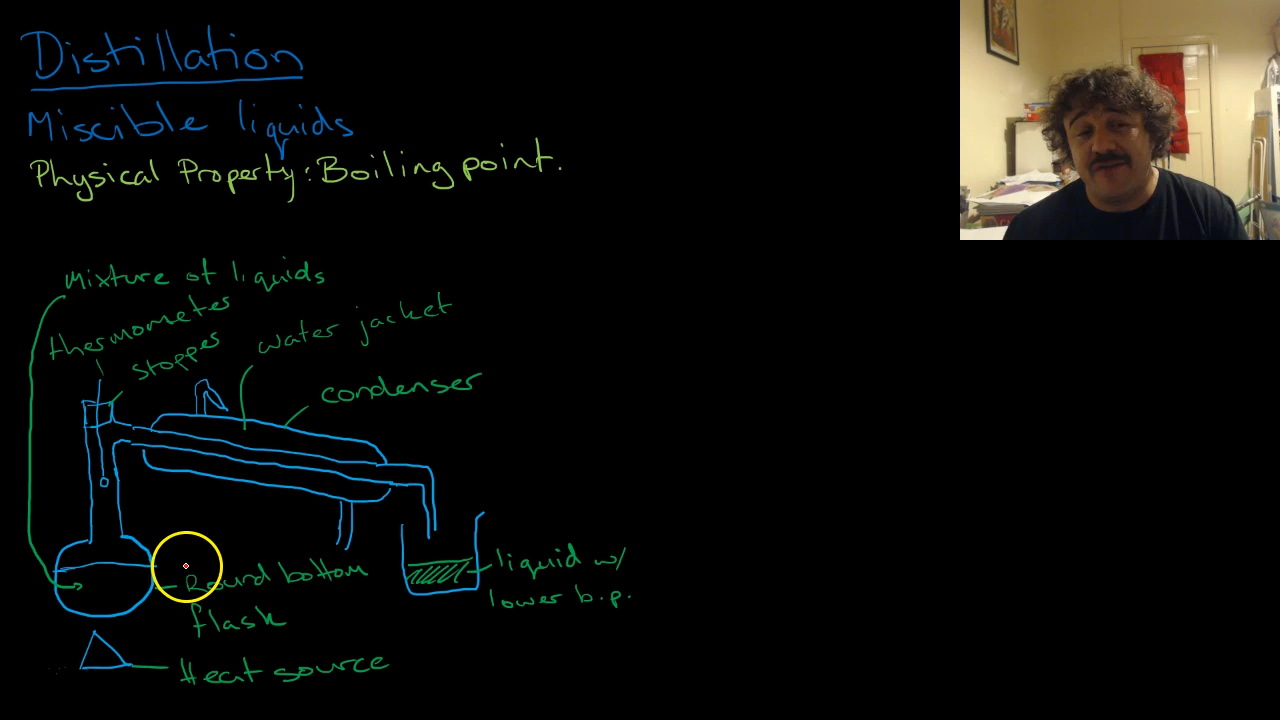 Distillation
Miscible liquids
Physical Property: Boiling point.
Mixture of liquids
thermometer
stopper
water jacket
condenser
liquid w/
lower b.p.
Round bottom
flask
Heat source